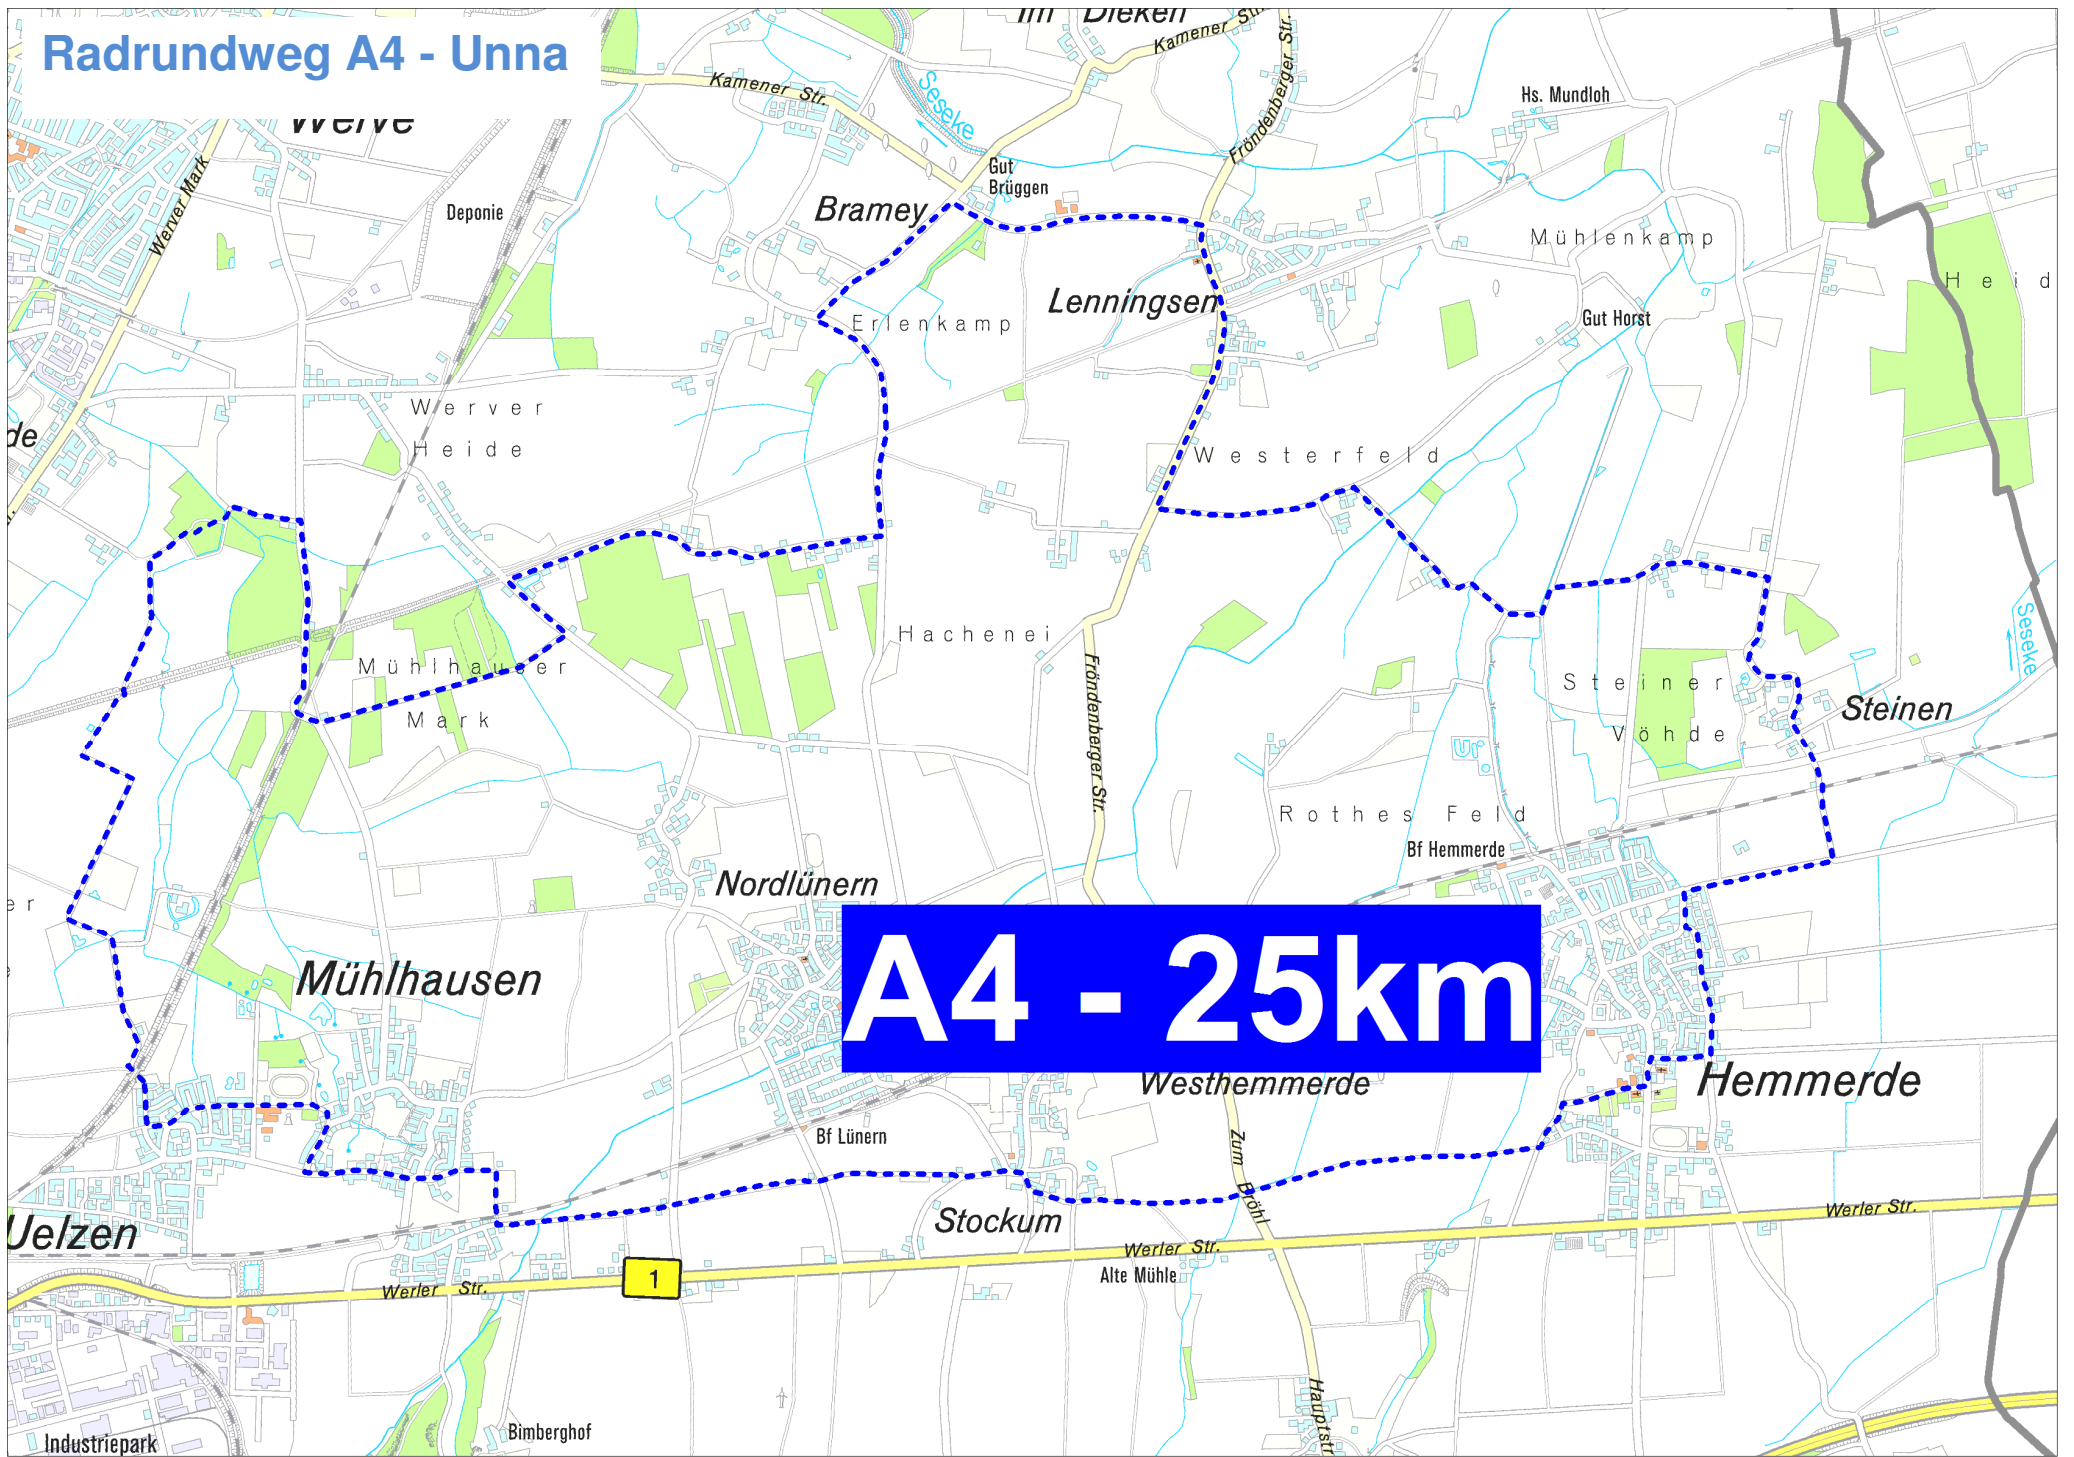 Im Dieken
Kamener Str.
Radrundweg A4 - Unna
Kamener Str.
Seseke
Fröndenberger Str.
Hs. Mundloh
Werve
Werver Mark
Deponie
Gut
Brüggen
Bramey
Mühlenkamp
Heid
Lenningsen
Erlenkamp
Gut Horst
Werver
Heide
de
Westerfeld
Hachenei
Seseke
Mühlhauser
Mark
Fröndenberger Str.
Steiner
Vöhde
Steinen
Rothes Feld
Bf Hemmerde
Nordlünern
er
A4 - 25km
Mühlhausen
Westhemmerde
Hemmerde
Bf Lünern
Zum Bröhl
Stockum
Uelzen
Werler Str.
Werler Str.
Alte Mühle
1
Werler Str.
Hauptstr
Bimberghof
Industriepark